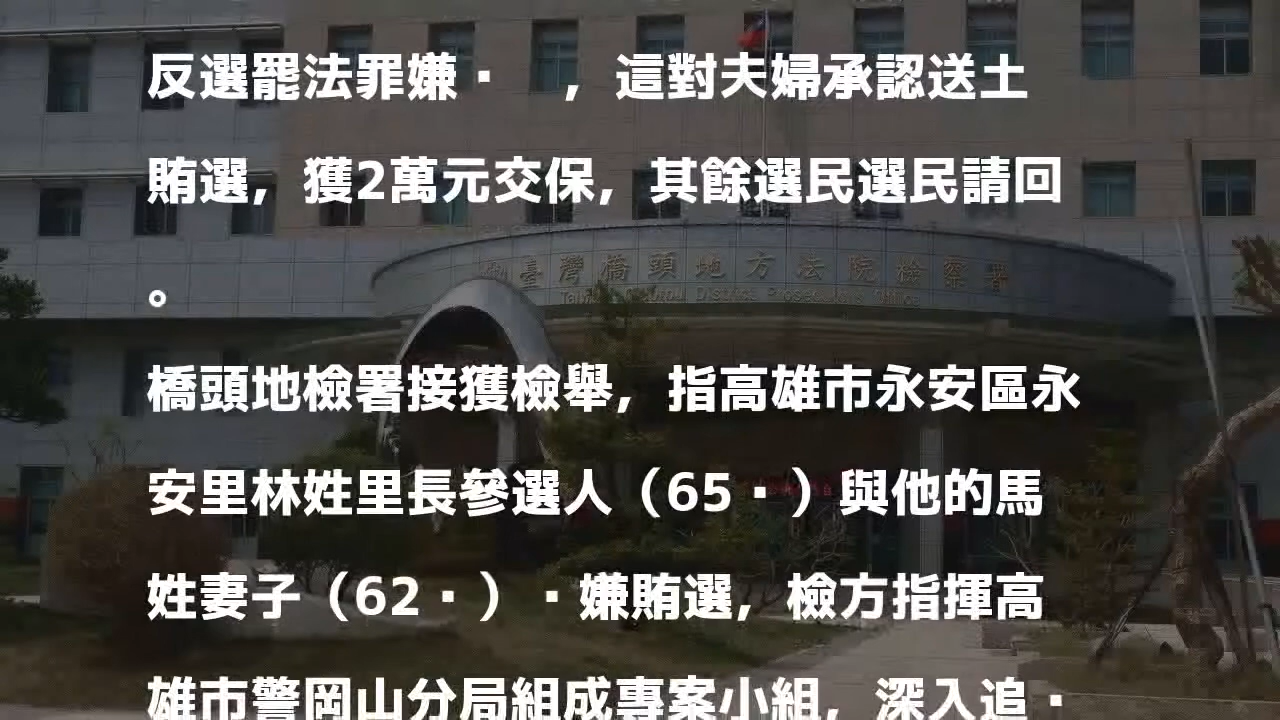 反選罷法罪嫌·　，這對夫婦承認送土
賄選，獲2萬元交保，其餘選民選民請回
。
臺灣橋頭地方法院檢察署
橋頭地檢署接獲檢舉，指高雄市永安區永
安里林姓里長參選人（65·）與他的馬
姓妻子（62·）·嫌賄選，檢方指揮高
雄市警岡山分局組成專案小組，深入追·